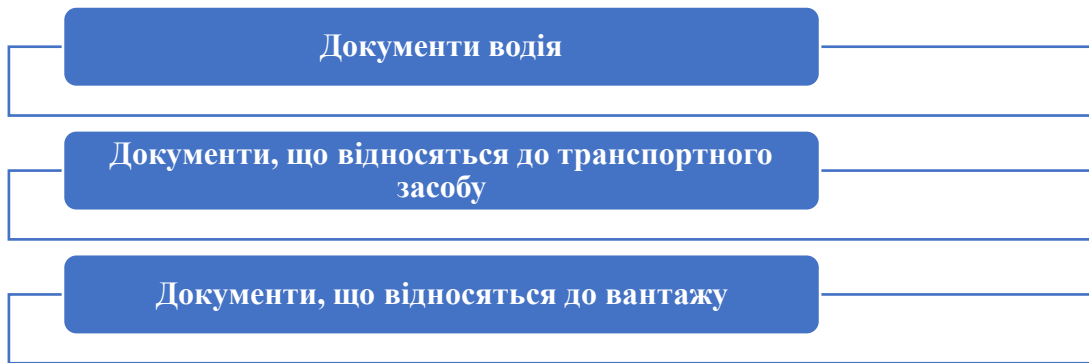 Документи водія
Документи, що відносяться до транспортного
засобу
Документи, що відносяться до вантажу